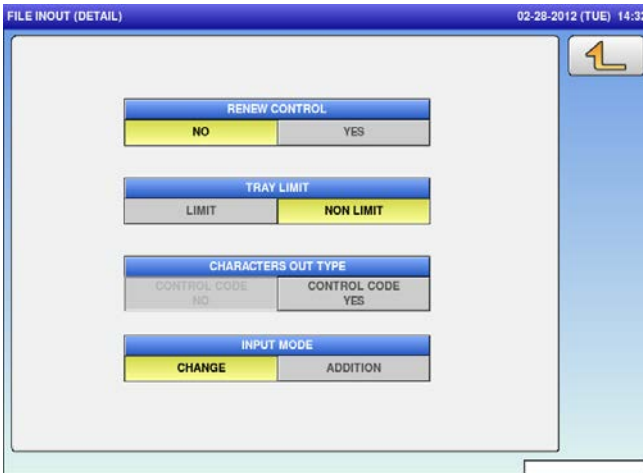 FILE INOUT (DETAIL) 02-28-2012 (TUE) 14:32
RENEW CONTROL
NO YES
TRAY LIMIT
LIMIT NON LIMIT
CHARACTERS OUT TYPE
CONTROL CODE NO CONTROL CODE YES
INPUT MODE
CHANGE ADDITION